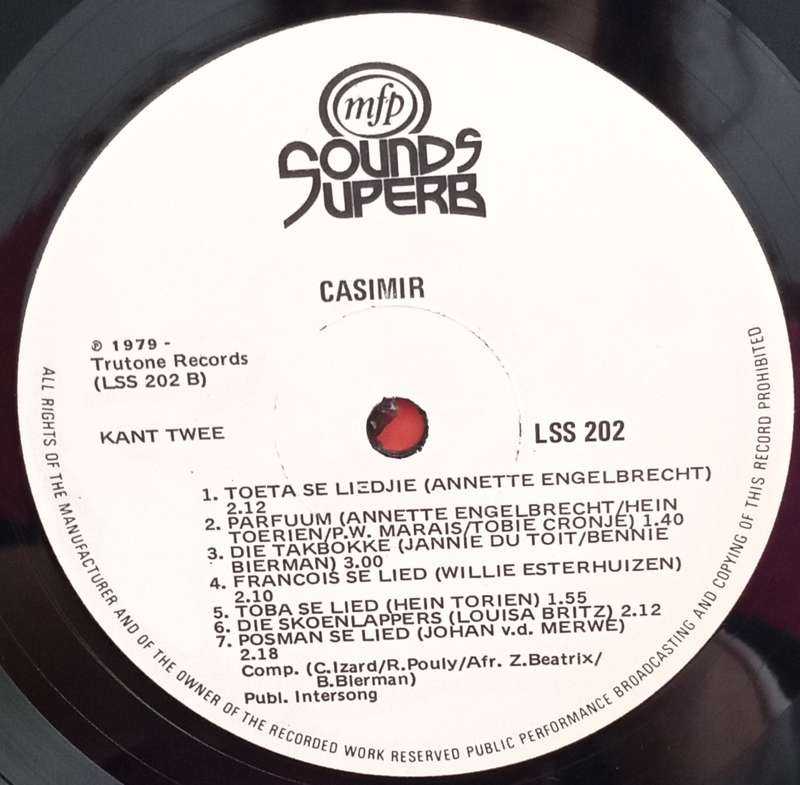 mfp
SOUNDS
SUPERB
CASIMIR
℗ 1979 -
Trutone Records
(LSS 202 B)
KANT TWEE
LSS 202
1. TOETA SE LIEDJIE (ANNETTE ENGELBRECHT)
2.12
2. PARFUUM (ANNETTE ENGELBRECHT/HEIN
TOERIEN/P.W. MARAIS/TOBIE CRONJE) 1.40
3. DIE TAKBOKKE (JANNIE DU TOIT/BENNIE
BIERMAN) 3.00
4. FRANCOIS SE LIED (WILLIE ESTERHUIZEN)
2.10
5. TOBA SE LIED (HEIN TORIEN) 1.55
6. DIE SKOENLAPPERS (LOUISA BRITZ) 2.12
7. POSMAN SE LIED (JOHAN v.d. MERWE)
2.18
Comp. (C.Izard/R.Pouly/Afr. Z.Beatrix/
B.Bierman)
Publ. Intersong
ALL RIGHTS OF THE MANUFACTURER AND OF THE OWNER OF THE RECORDED WORK RESERVED PUBLIC PERFORMANCE BROADCASTING AND COPYING OF THIS RECORD PROHIBITED